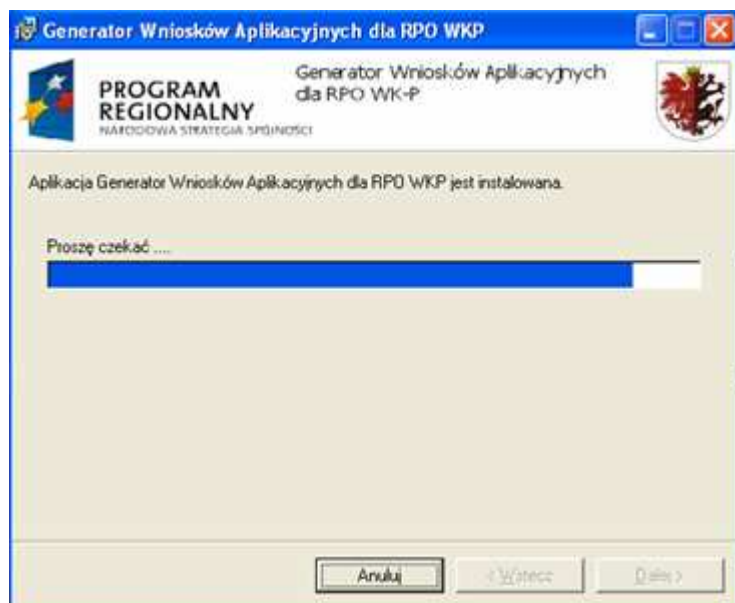 Generator Wniosków Aplikacyjnych dla RPO WKP
PROGRAM
REGIONALNY
NARODOWA STRATEGIA SPÓJNOŚCI
Generator Wniosków Aplikacyjnych
dla RPO WK-P
Aplikacja Generator Wniosków Aplikacyjnych dla RPO WKP jest instalowana.
Proszę czekać ....
Anuluj
< Wstecz
Dalej >